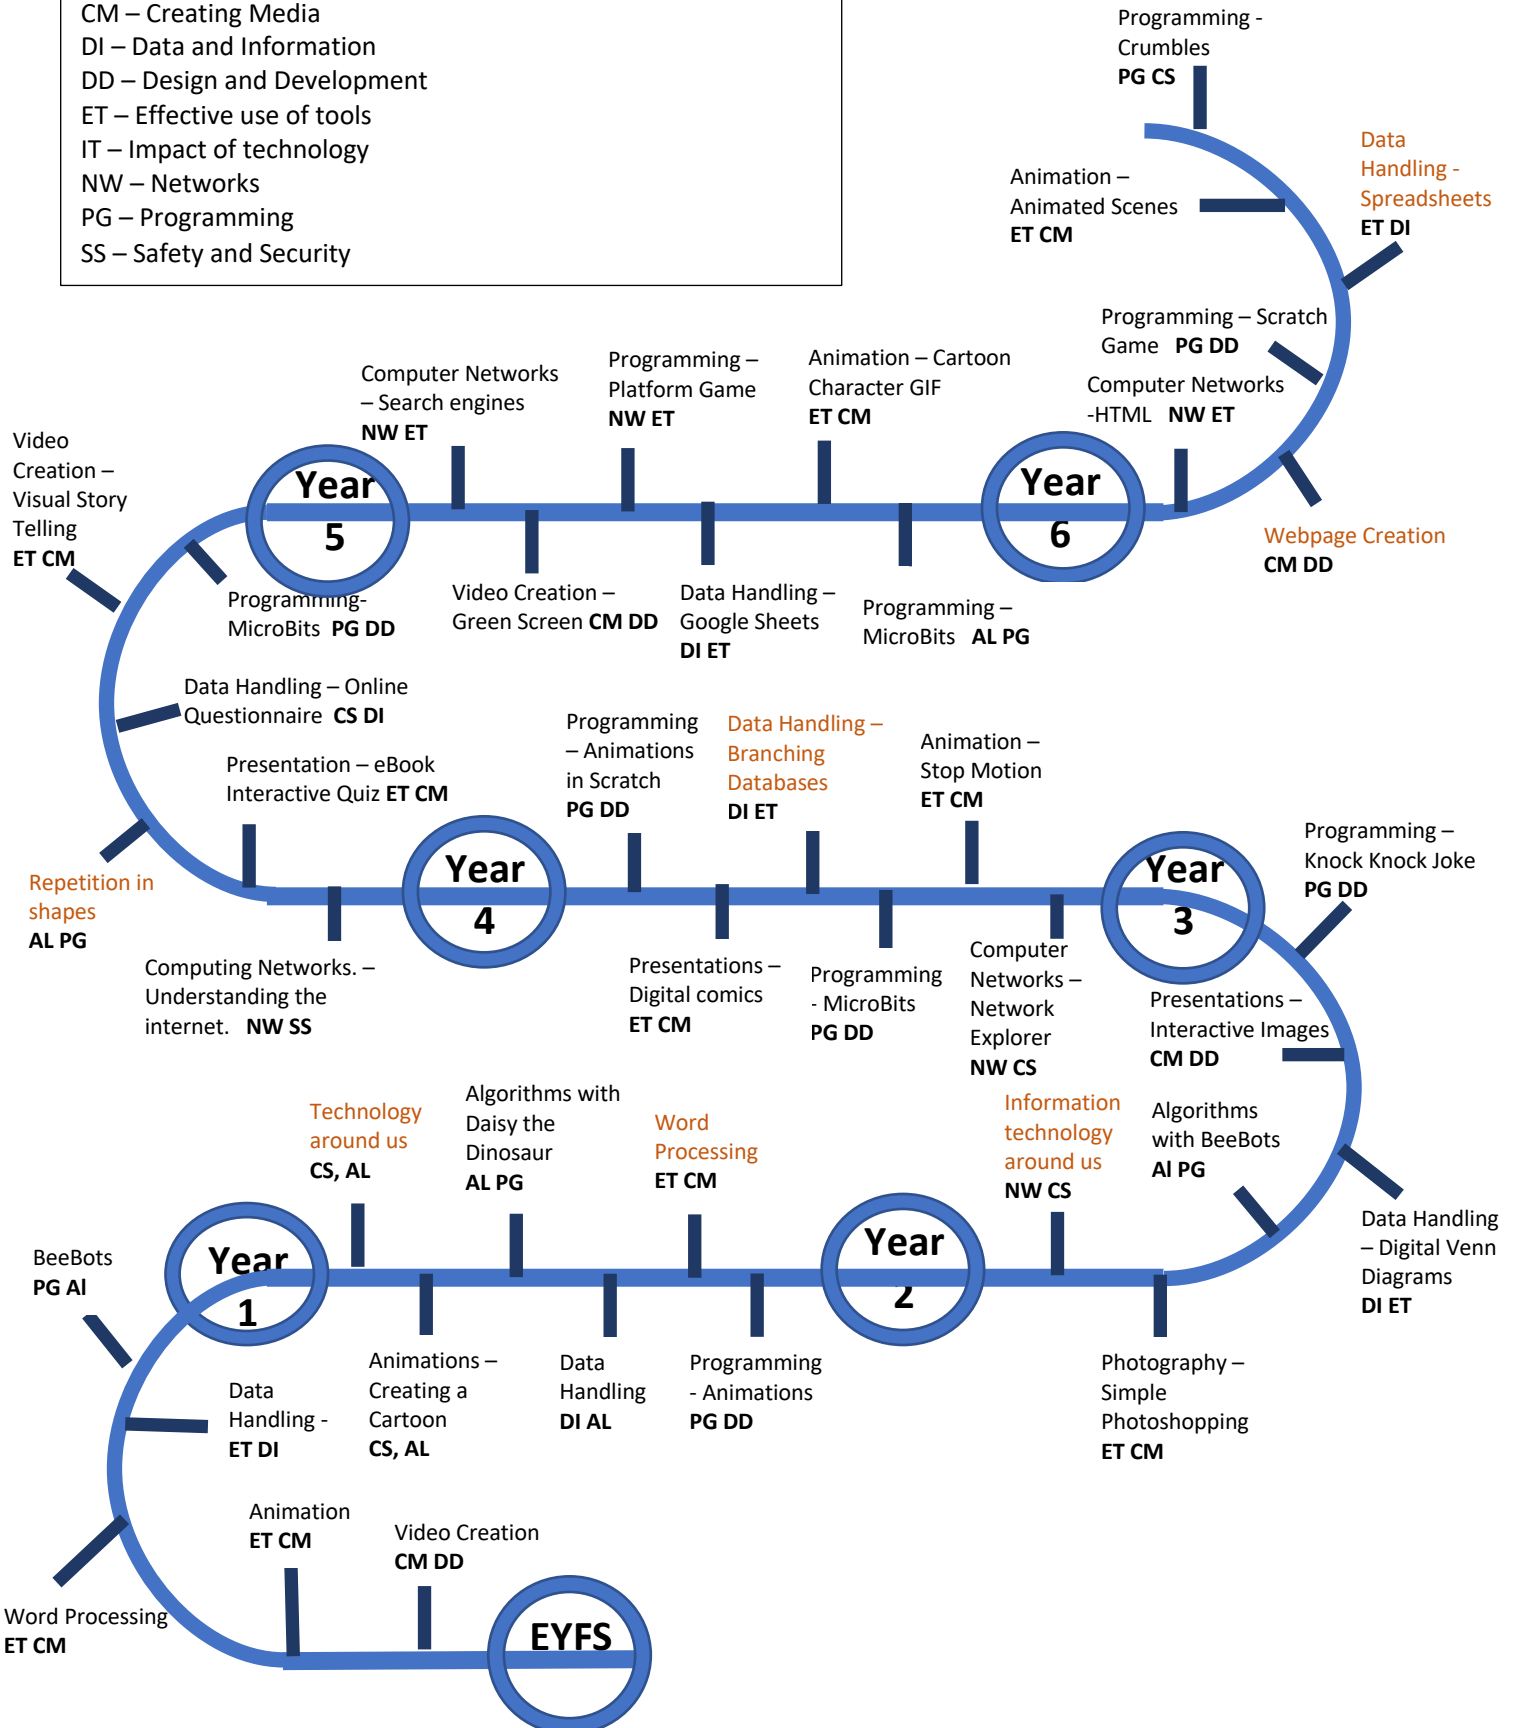 CM – Creating Media
DI – Data and Information
DD – Design and Development
ET – Effective use of tools
IT – Impact of technology
NW – Networks
PG – Programming
SS – Safety and Security
Programming -
Crumbles
PG CS
Data
Handling -
Spreadsheets
ET DI
Animation –
Animated Scenes
ET CM
Programming – Scratch
Game PG DD
Computer Networks
-HTML NW ET
Webpage Creation
CM DD
Year
6
Animation – Cartoon
Character GIF
ET CM
Programming –
MicroBits AL PG
Programming –
Platform Game
NW ET
Data Handling –
Google Sheets
DI ET
Computer Networks
– Search engines
NW ET
Video Creation –
Green Screen CM DD
Year
5
Video
Creation –
Visual Story
Telling
ET CM
Programming-
MicroBits PG DD
Data Handling – Online
Questionnaire CS DI
Presentation – eBook
Interactive Quiz ET CM
Repetition in
shapes
AL PG
Computing Networks. –
Understanding the
internet. NW SS
Year
4
Programming
– Animations
in Scratch
PG DD
Presentations –
Digital comics
ET CM
Data Handling –
Branching
Databases
DI ET
Programming
- MicroBits
PG DD
Animation –
Stop Motion
ET CM
Computer
Networks –
Network
Explorer
NW CS
Year
3
Programming –
Knock Knock Joke
PG DD
Presentations –
Interactive Images
CM DD
Algorithms
with BeeBots
Al PG
Data Handling
– Digital Venn
Diagrams
DI ET
Information
technology
around us
NW CS
Photography –
Simple
Photoshopping
ET CM
Year
2
Word
Processing
ET CM
Programming
- Animations
PG DD
Algorithms with
Daisy the
Dinosaur
AL PG
Data
Handling
DI AL
Technology
around us
CS, AL
Animations –
Creating a
Cartoon
CS, AL
Year
1
BeeBots
PG Al
Data
Handling -
ET DI
Word Processing
ET CM
Animation
ET CM
Video Creation
CM DD
EYFS